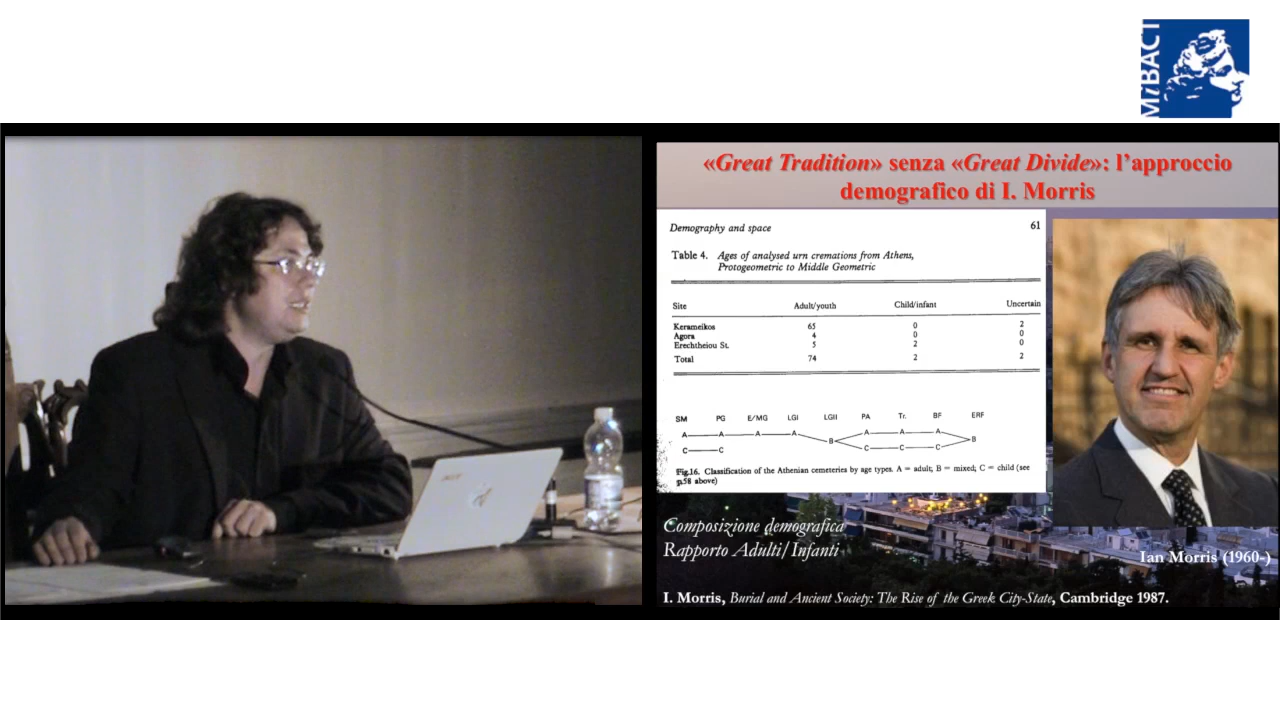 MiBACT
«Great Tradition» senza «Great Divide»: l’approccio
demografico di I. Morris
Demography and space 61
Table 4. Ages of analysed urn cremations from Athens,
Protogeometric to Middle Geometric
Site Adult/youth Child/infant Uncertain
Kerameikos 65 0 2
Agora 4 0 0
Erechtheiou St. 5 2 0
Total 74 2 2
SM PG E/MG LGI LGII PA Tr. BF ERF
A A A A A A A
B B
C C C C C
Fig.16. Classification of the Athenian cemeteries by age types. A = adult; B = mixed; C = child (see
p.58 above)
Composizione demografica
Rapporto Adulti/Infanti
Ian Morris (1960-)
I. Morris, Burial and Ancient Society: The Rise of the Greek City-State, Cambridge 1987.
acer